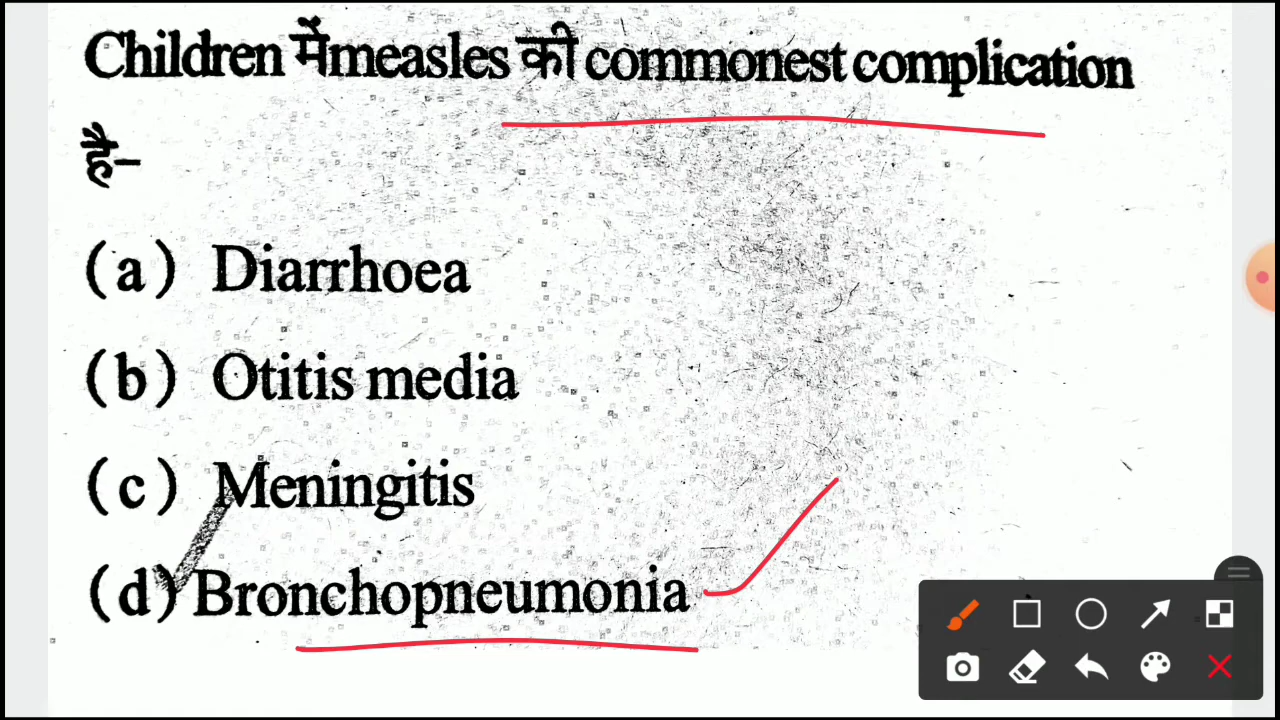 Children में measles की commonest complication
है-
(a) Diarrhoea
(b) Otitis media
(c) Meningitis
(d) Bronchopneumonia